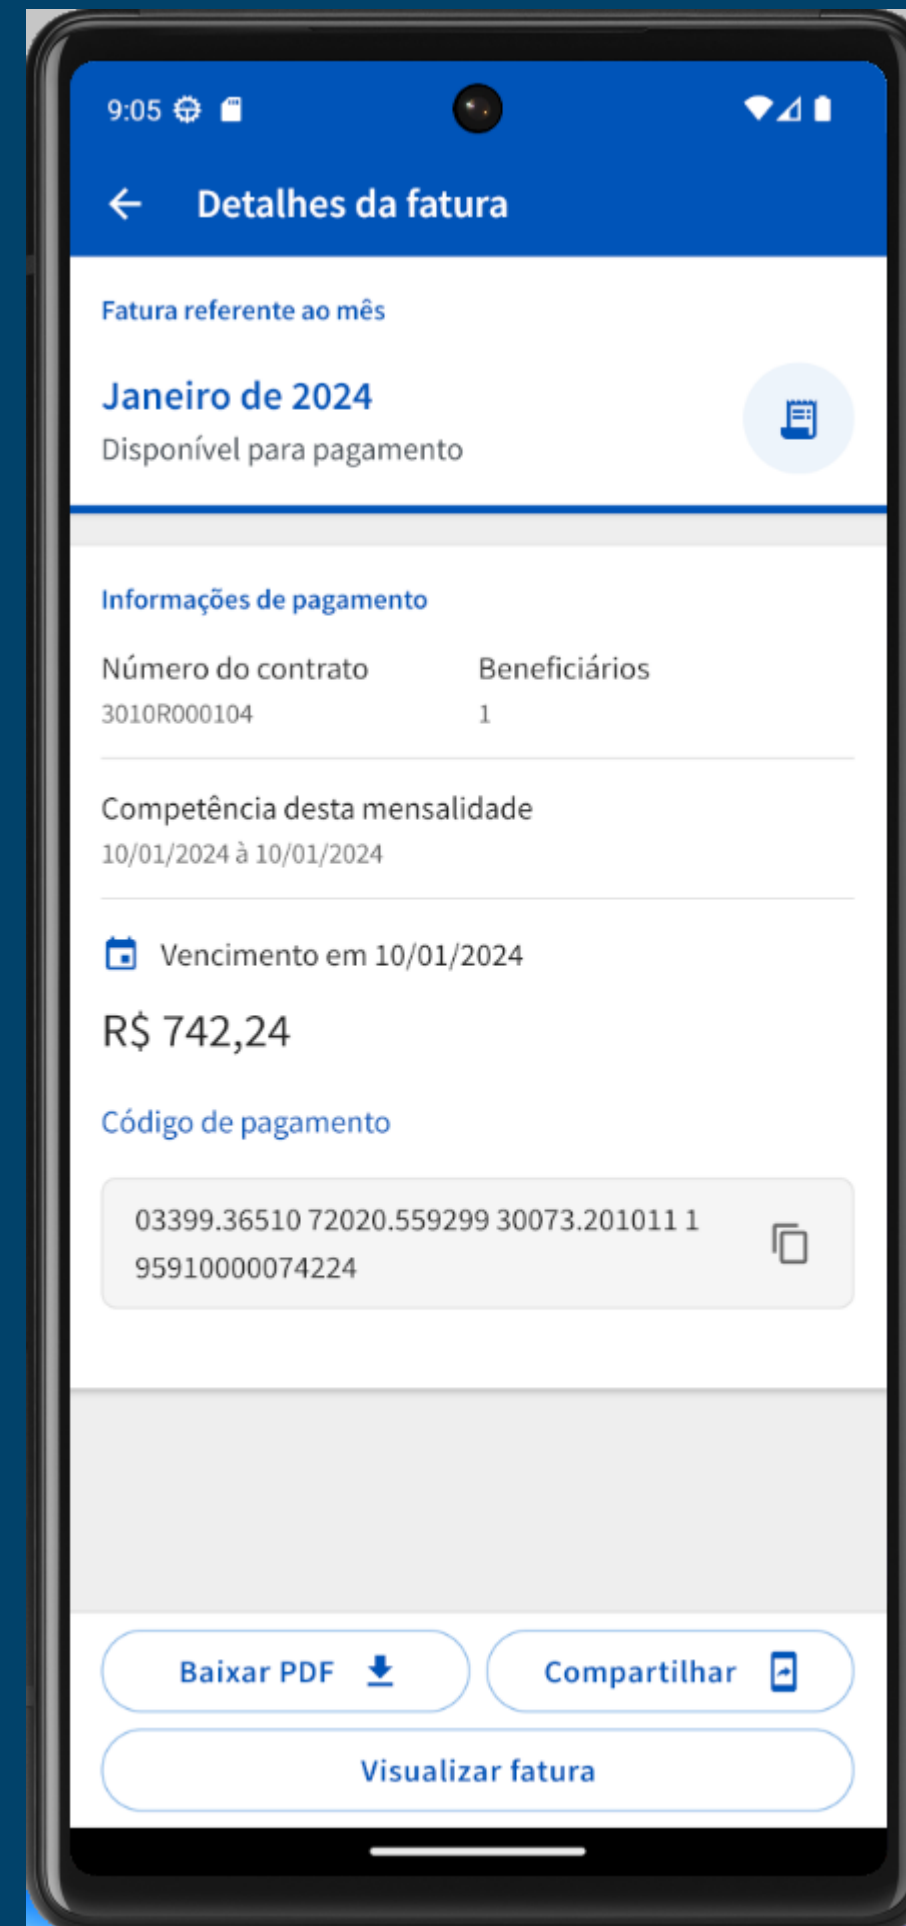 9:05
Detalhes da fatura
Fatura referente ao mês
Janeiro de 2024
Disponível para pagamento
Informações de pagamento
Número do contrato Beneficiários
3010R000104 1
Competência desta mensalidade
10/01/2024 à 10/01/2024
Vencimento em 10/01/2024
R$ 742,24
Código de pagamento
03399.36510 72020.559299 30073.201011 1
95910000074224
Baixar PDF Compartilhar
Visualizar fatura